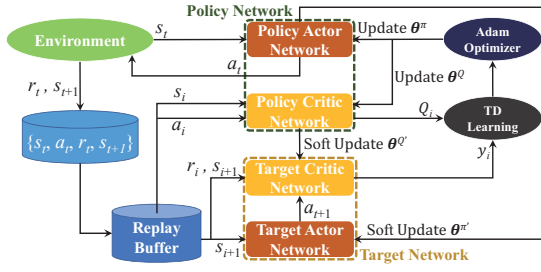 Policy Network
Environment
s_t
Policy Actor
Network
Update θ^π
Adam
Optimizer
a_t
r_t , s_{t+1}
Update θ^Q
s_i
Policy Critic
Network
Q_i
TD
Learning
a_i
{s_t, a_t, r_t, s_{t+1}}
Soft Update θ^{Q'}
y_i
r_i , s_{i+1}
Target Critic
Network
a_{t+1}
Replay
Buffer
s_{i+1}
Target Actor
Network
Soft Update θ^{π'}
Target Network